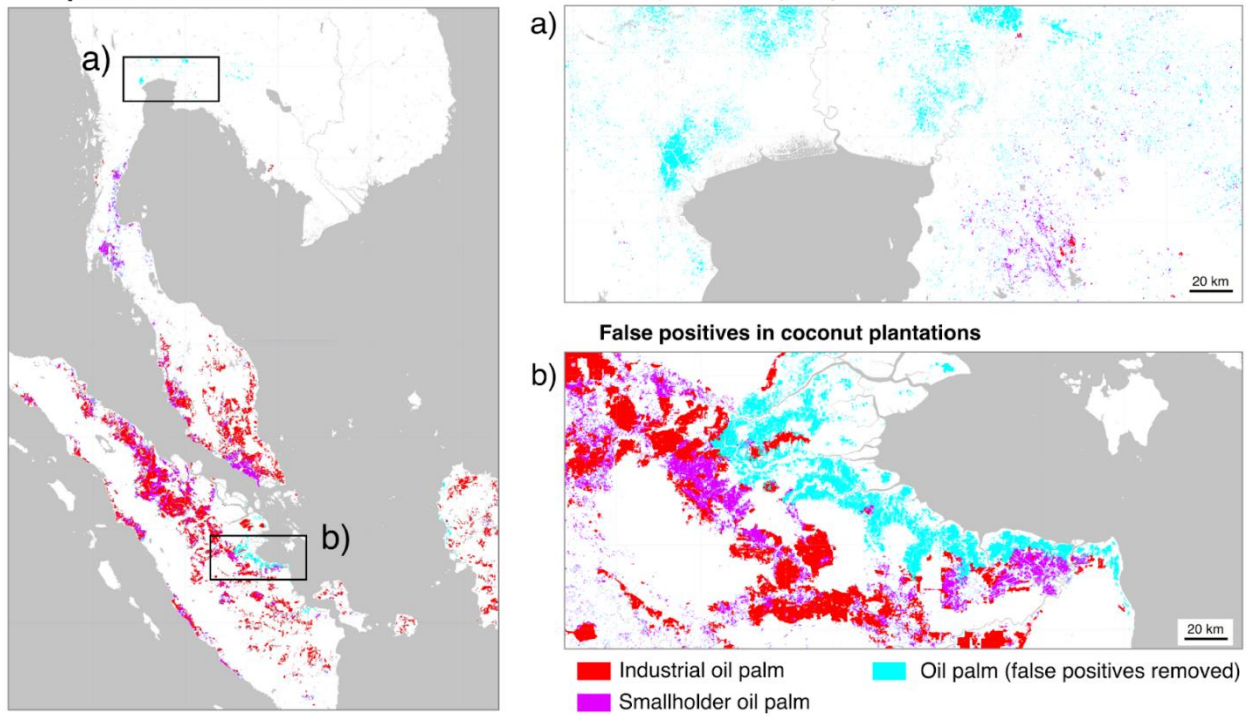 a)
b)
a)
20 km
False positives in coconut plantations
b)
20 km
Industrial oil palm
Oil palm (false positives removed)
Smallholder oil palm